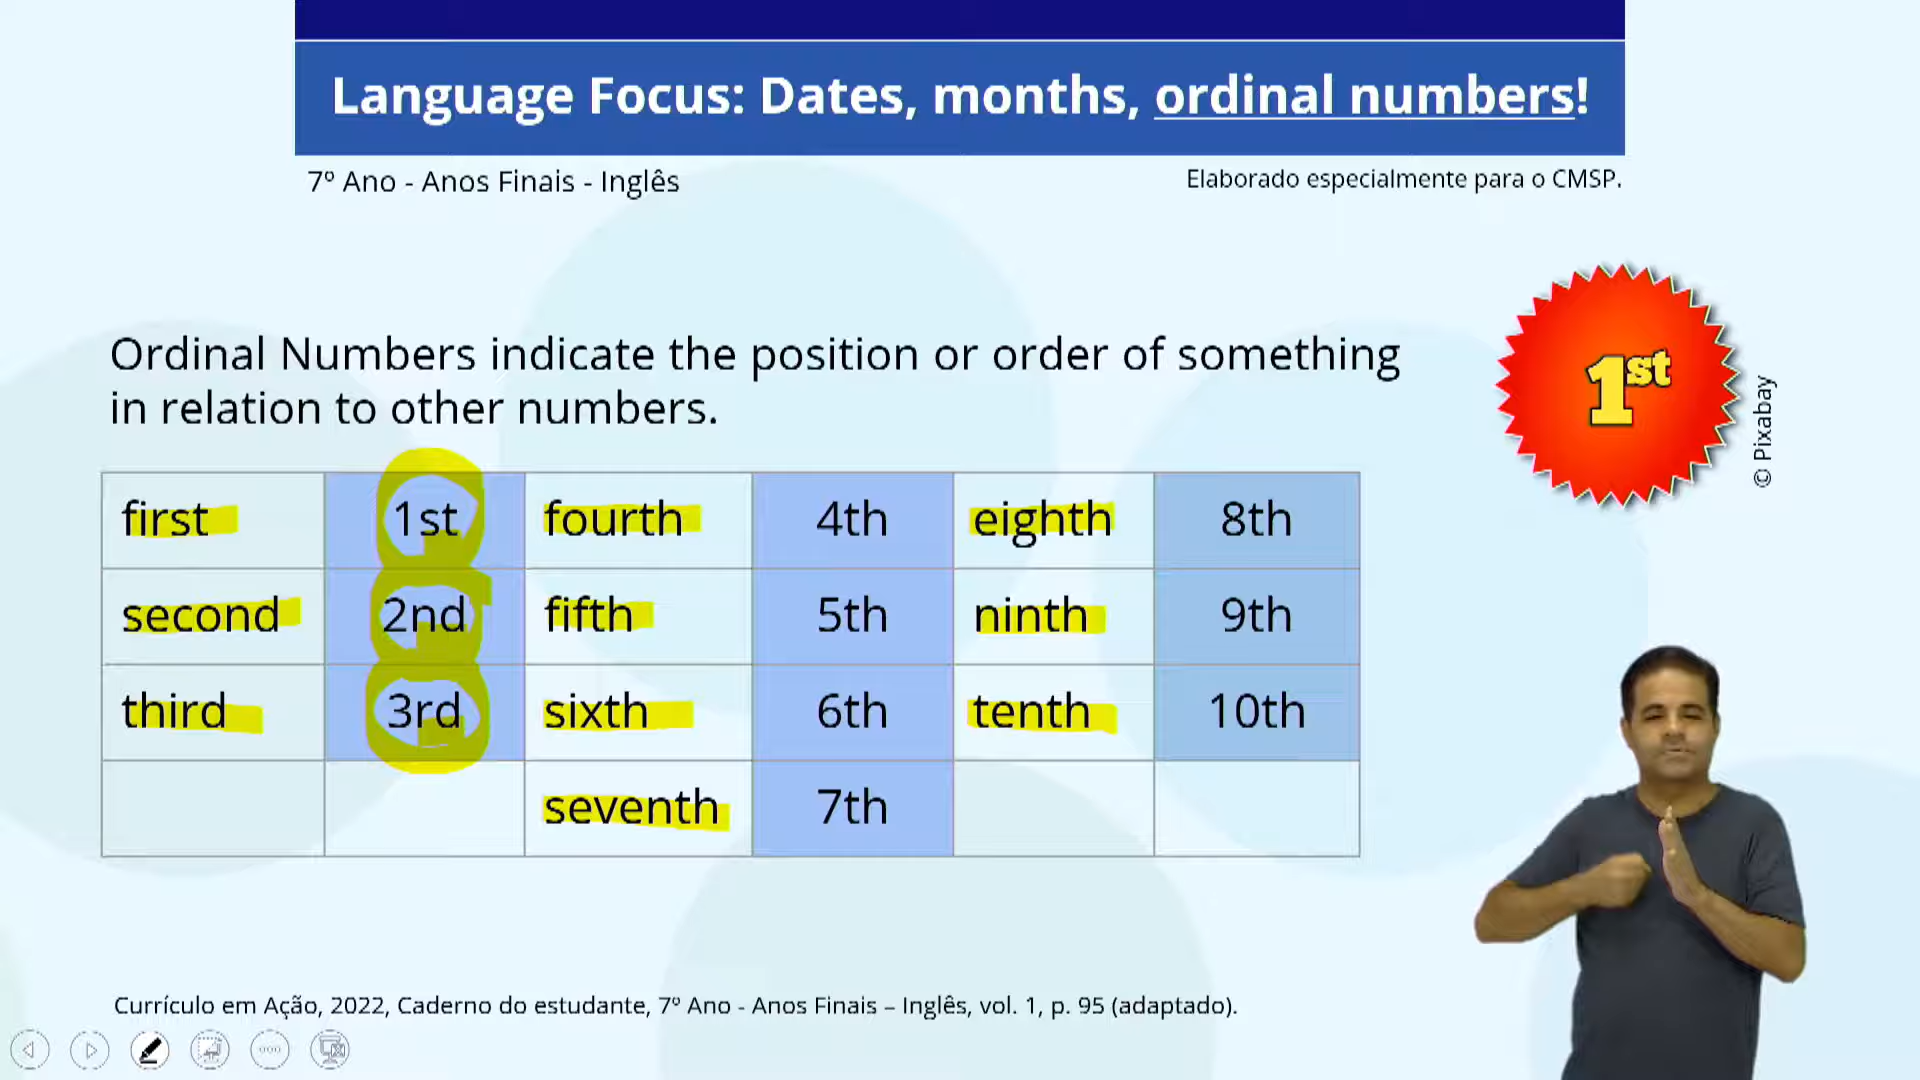 Language Focus: Dates, months, ordinal numbers!
7º Ano - Anos Finais - Inglês
Elaborado especialmente para o CMSP.
Ordinal Numbers indicate the position or order of something
in relation to other numbers.
1st
© Pixabay
first 1st fourth 4th eighth 8th
second 2nd fifth 5th ninth 9th
third 3rd sixth 6th tenth 10th
seventh 7th
Currículo em Ação, 2022, Caderno do estudante, 7º Ano - Anos Finais – Inglês, vol. 1, p. 95 (adaptado).